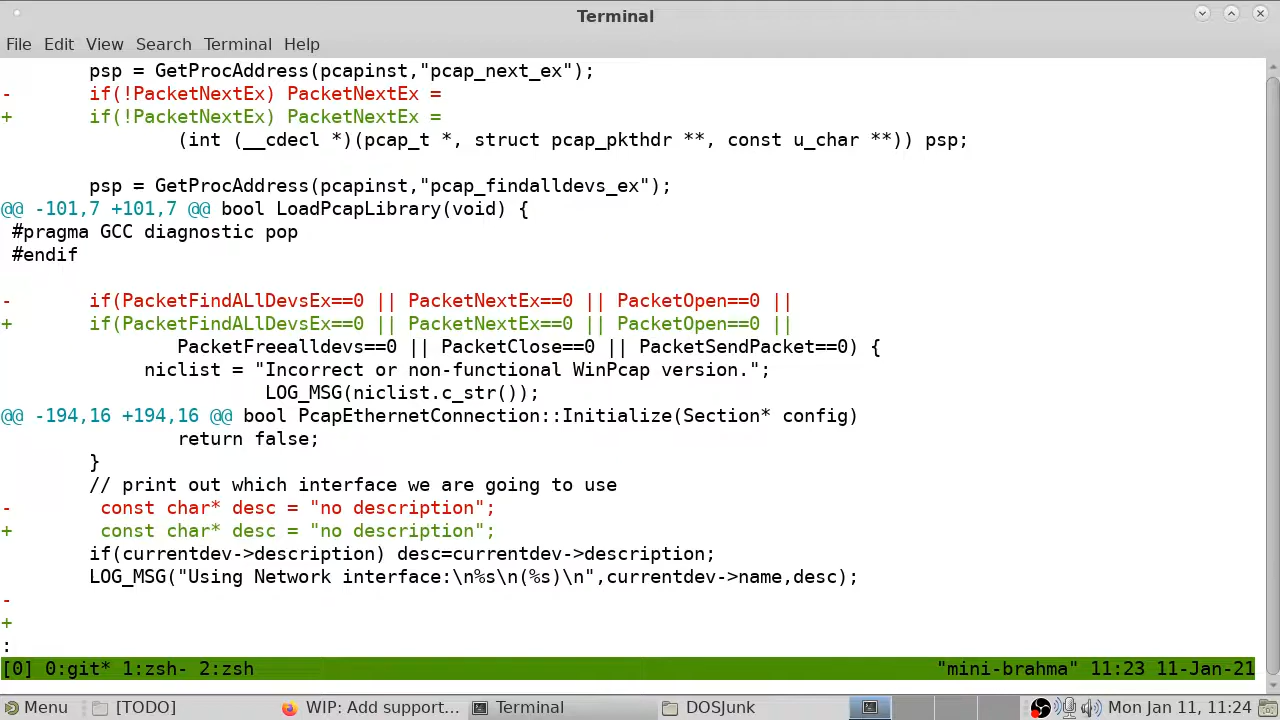 Terminal
File Edit View Search Terminal Help
        psp = GetProcAddress(pcapinst,"pcap_next_ex");
-       if(!PacketNextEx) PacketNextEx =
+       if(!PacketNextEx) PacketNextEx =
                (int (__cdecl *)(pcap_t *, struct pcap_pkthdr **, const u_char **)) psp;
        psp = GetProcAddress(pcapinst,"pcap_findalldevs_ex");
@@ -101,7 +101,7 @@ bool LoadPcapLibrary(void) {
 #pragma GCC diagnostic pop
 #endif
-       if(PacketFindALlDevsEx==0 || PacketNextEx==0 || PacketOpen==0 ||
+       if(PacketFindALlDevsEx==0 || PacketNextEx==0 || PacketOpen==0 ||
                PacketFreealldevs==0 || PacketClose==0 || PacketSendPacket==0) {
             niclist = "Incorrect or non-functional WinPcap version.";
                        LOG_MSG(niclist.c_str());
@@ -194,16 +194,16 @@ bool PcapEthernetConnection::Initialize(Section* config)
                return false;
        }
        // print out which interface we are going to use
-        const char* desc = "no description";
+        const char* desc = "no description";
        if(currentdev->description) desc=currentdev->description;
        LOG_MSG("Using Network interface:\n%s\n(%s)\n",currentdev->name,desc);
-
+
:
[0] 0:git* 1:zsh- 2:zsh "mini-brahma" 11:23 11-Jan-21
Menu [TODO] WIP: Add support... Terminal DOSJunk Mon Jan 11, 11:24